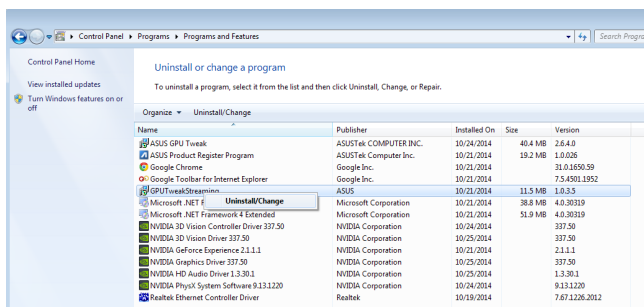 Control Panel ▸ Programs ▸ Programs and Features
Search Progra
Control Panel Home
View installed updates
Turn Windows features on or
off
Uninstall or change a program
To uninstall a program, select it from the list and then click Uninstall, Change, or Repair.
Organize Uninstall/Change
Name Publisher Installed On Size Version
ASUS GPU Tweak ASUSTek COMPUTER INC. 10/24/2014 40.4 MB 2.6.4.0
ASUS Product Register Program ASUSTek Computer Inc. 10/21/2014 19.2 MB 1.0.026
Google Chrome Google Inc. 10/21/2014 31.0.1650.59
Google Toolbar for Internet Explorer Google Inc. 10/21/2014 7.5.4501.1952
GPUTweakStreaming ASUS 10/21/2014 11.5 MB 1.0.3.5
Uninstall/Change
Microsoft .NET F Microsoft Corporation 10/21/2014 38.8 MB 4.0.30319
Microsoft .NET Framework 4 Extended Microsoft Corporation 10/21/2014 51.9 MB 4.0.30319
NVIDIA 3D Vision Controller Driver 337.50 NVIDIA Corporation 10/24/2014 337.50
NVIDIA 3D Vision Driver 337.50 NVIDIA Corporation 10/25/2014 337.50
NVIDIA GeForce Experience 2.1.1.1 NVIDIA Corporation 10/21/2014 2.1.1.1
NVIDIA Graphics Driver 337.50 NVIDIA Corporation 10/25/2014 337.50
NVIDIA HD Audio Driver 1.3.30.1 NVIDIA Corporation 10/25/2014 1.3.30.1
NVIDIA PhysX System Software 9.13.1220 NVIDIA Corporation 10/24/2014 9.13.1220
Realtek Ethernet Controller Driver Realtek 10/19/2014 7.67.1226.2012